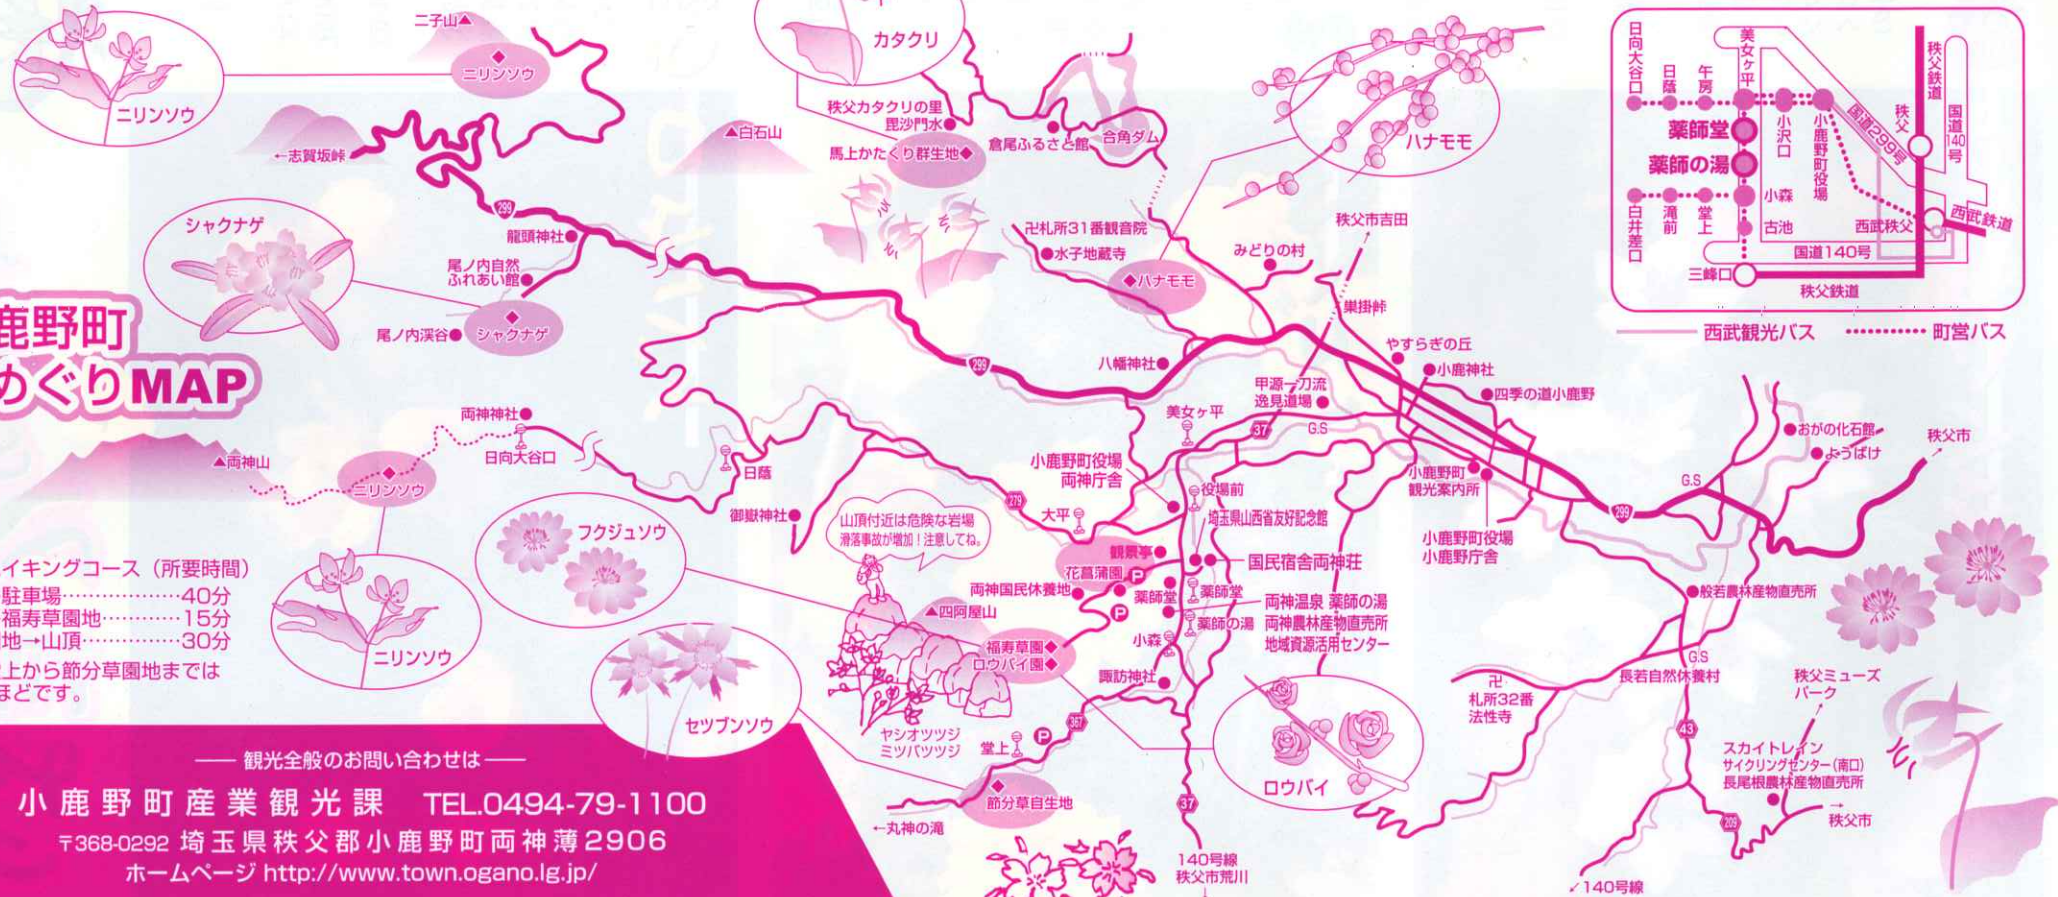 二子山▲
ニリンソウ
ニリンソウ
←志賀坂峠
299
シャクナゲ
龍頭神社
尾ノ内自然
ふれあい館
尾ノ内渓谷
シャクナゲ
鹿野町
めぐりMAP
カタクリ
秩父カタクリの里
毘沙門水
▲白石山
馬上かたくり群生地
倉尾ふるさと館
合角ダム
ハナモモ
卍札所31番観音院
水子地蔵寺
ハナモモ
みどりの村
秩父市吉田
巣掛峠
八幡神社
299
甲源一刀流
逸見道場
やすらぎの丘
小鹿神社
四季の道小鹿野
美女ヶ平
37
G.S
小鹿野町
観光案内所
小鹿野町役場
小鹿野庁舎
299
G.S
おがの化石館
ようばけ
秩父市
日向大谷口
日蔭
午房
美女ヶ平
小沢口
小鹿野町役場
国道299号
秩父
秩父鉄道
国道140号
薬師堂
薬師の湯
小森
古池
白井差口
滝前
堂上
西武秩父
西武鉄道
国道140号
三峰口
秩父鉄道
西武観光バス
町営バス
両神神社
日向大谷口
▲両神山
ニリンソウ
ニリンソウ
日蔭
御嶽神社
279
大平
小鹿野町役場
両神庁舎
役場前
埼玉県山西省友好記念館
フクジュソウ
山頂付近は危険な岩場
滑落事故が増加!注意してね。
観景亭
花菖蒲園
P
両神国民休養地
薬師堂
P
国民宿舎両神荘
薬師堂
両神温泉 薬師の湯
薬師の湯
両神農林産物直売所
地域資源活用センター
小森
諏訪神社
▲四阿屋山
福寿草園
ロウバイ園
セツブンソウ
ヤシオツツジ
ミツバツツジ
堂上
P
367
節分草自生地
←丸神の滝
ロウバイ
37
140号線
秩父市荒川
般若農林産物直売所
G.S
長若自然休養村
卍
札所32番
法性寺
43
秩父ミューズ
パーク
スカイトレイン
サイクリングセンター(南口)
長尾根農林産物直売所
209
秩父市
140号線
イキングコース(所要時間)
駐車場………………40分
福寿草園地…………15分
地→山頂……………30分
上から節分草園地までは
ほどです。
観光全般のお問い合わせは
小鹿野町産業観光課 TEL.0494-79-1100
〒368-0292 埼玉県秩父郡小鹿野町両神薄2906
ホームページ http://www.town.ogano.lg.jp/